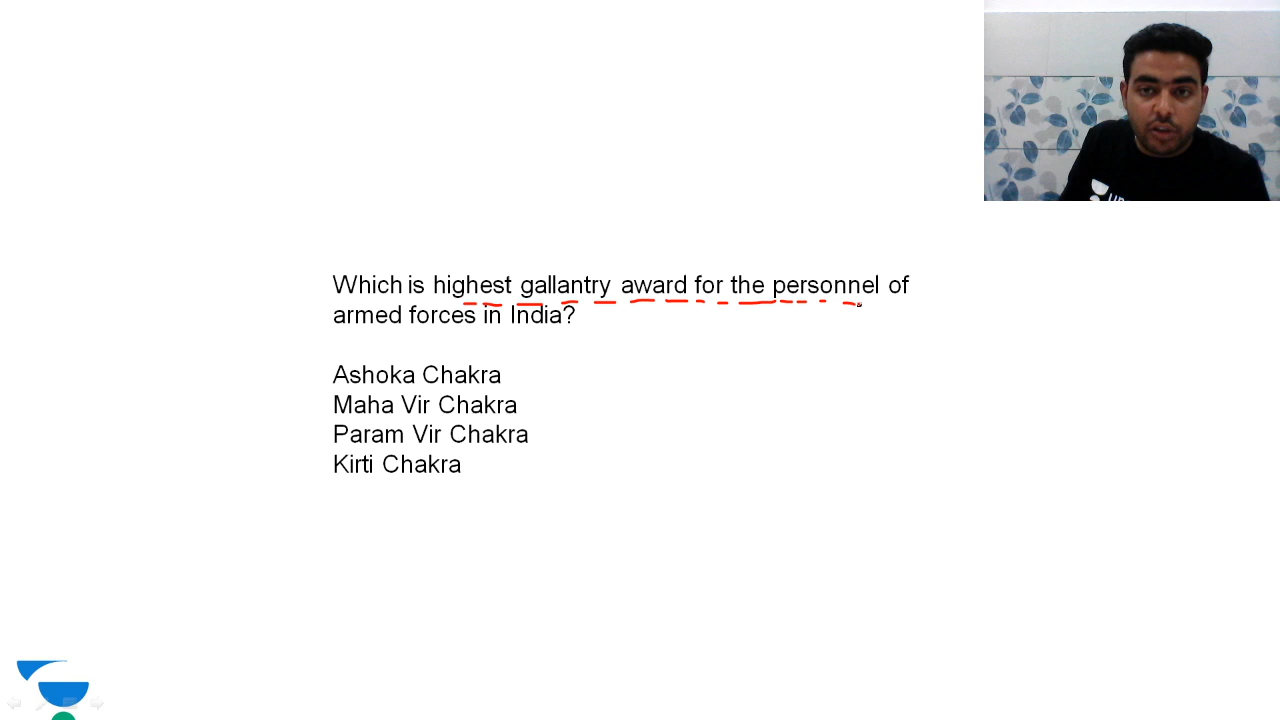 Which is highest gallantry award for the personnel of
armed forces in India?
Ashoka Chakra
Maha Vir Chakra
Param Vir Chakra
Kirti Chakra